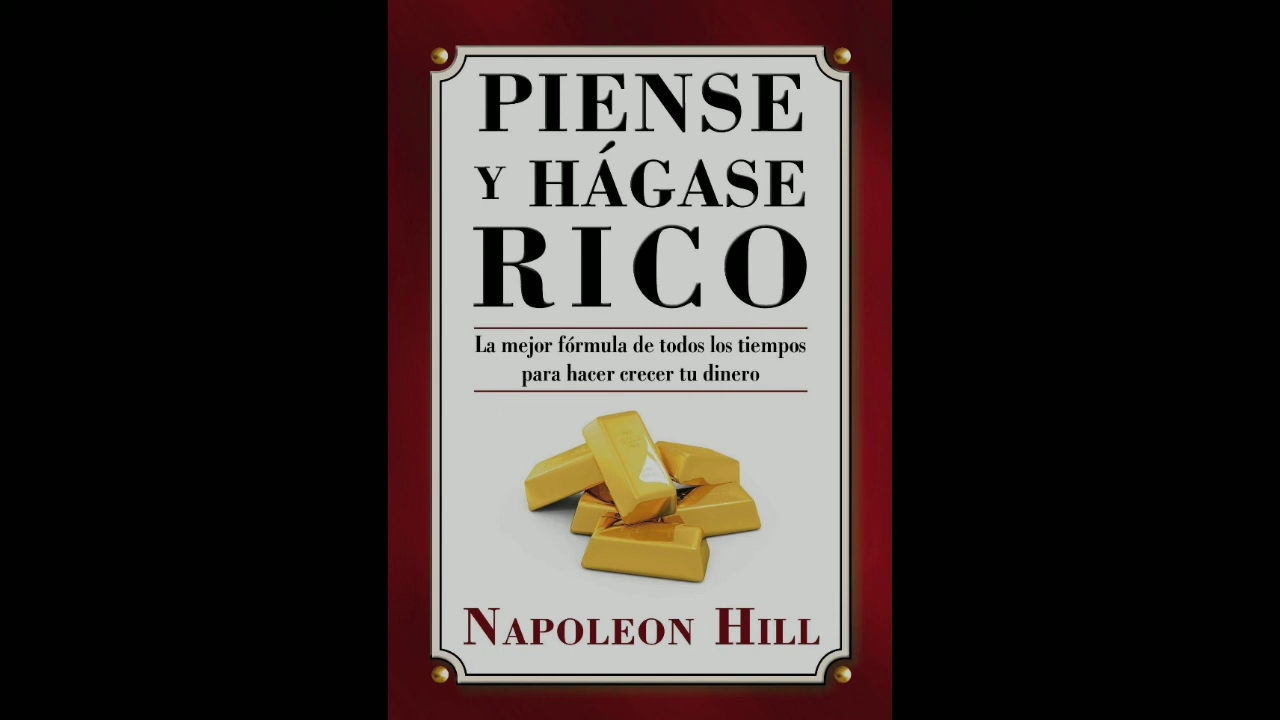 PIENSE
Y HÁGASE
RICO
La mejor fórmula de todos los tiempos
para hacer crecer tu dinero
NAPOLEON HILL